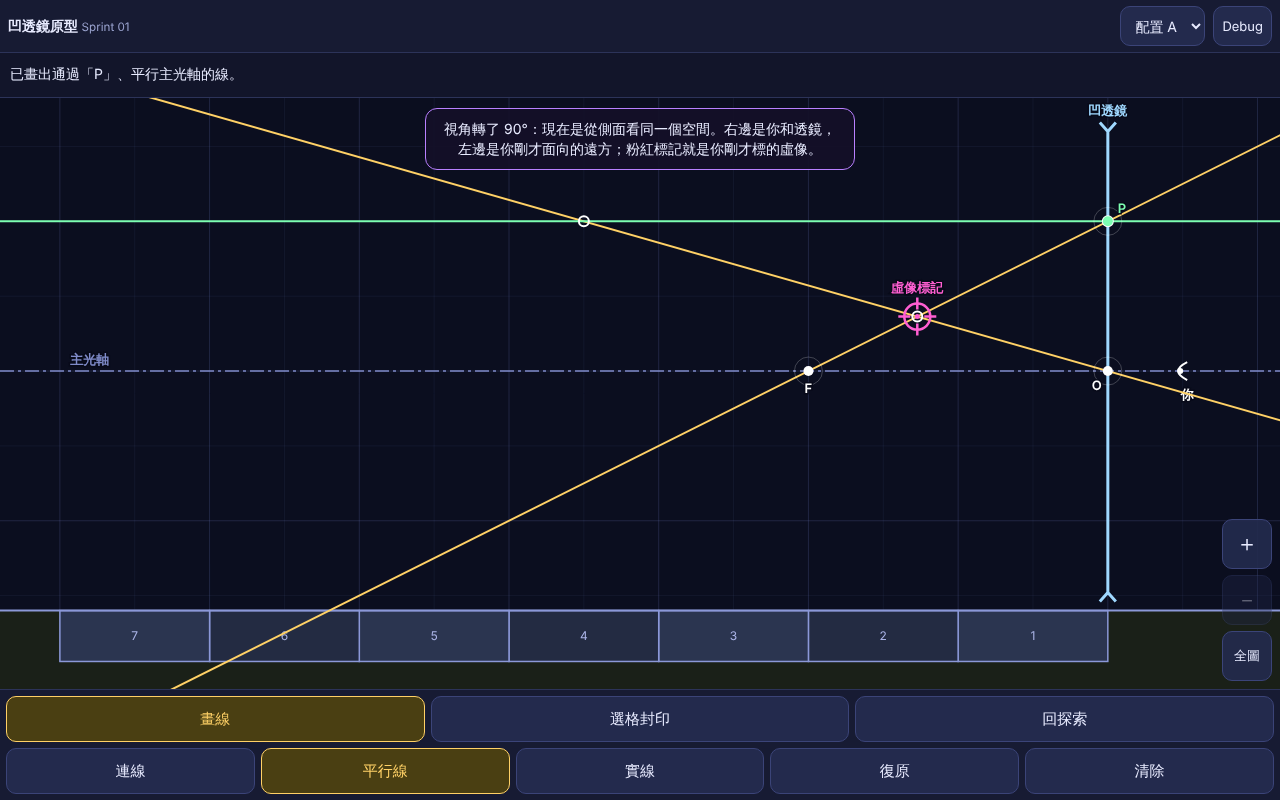 凹透鏡原型 Sprint 01
配置 A
Debug
已畫出通過「P」、平行主光軸的線。
視角轉了 90°：現在是從側面看同一個空間。右邊是你和透鏡，
左邊是你剛才面向的遠方；粉紅標記就是你剛才標的虛像。
凹透鏡
P
虛像標記
主光軸
F
O
你
+
−
7
6
5
4
3
2
1
全圖
畫線
選格封印
回探索
連線
平行線
實線
復原
清除